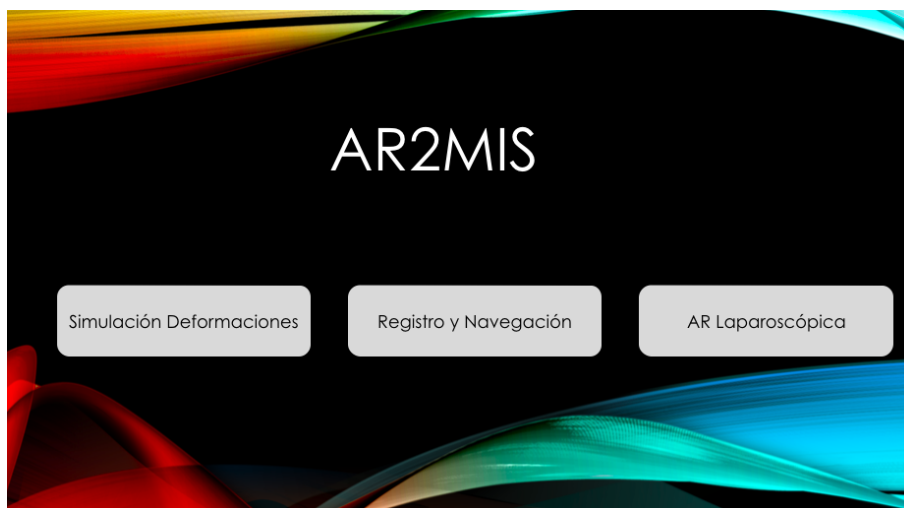 AR2MIS
Simulación Deformaciones
Registro y Navegación
AR Laparoscópica